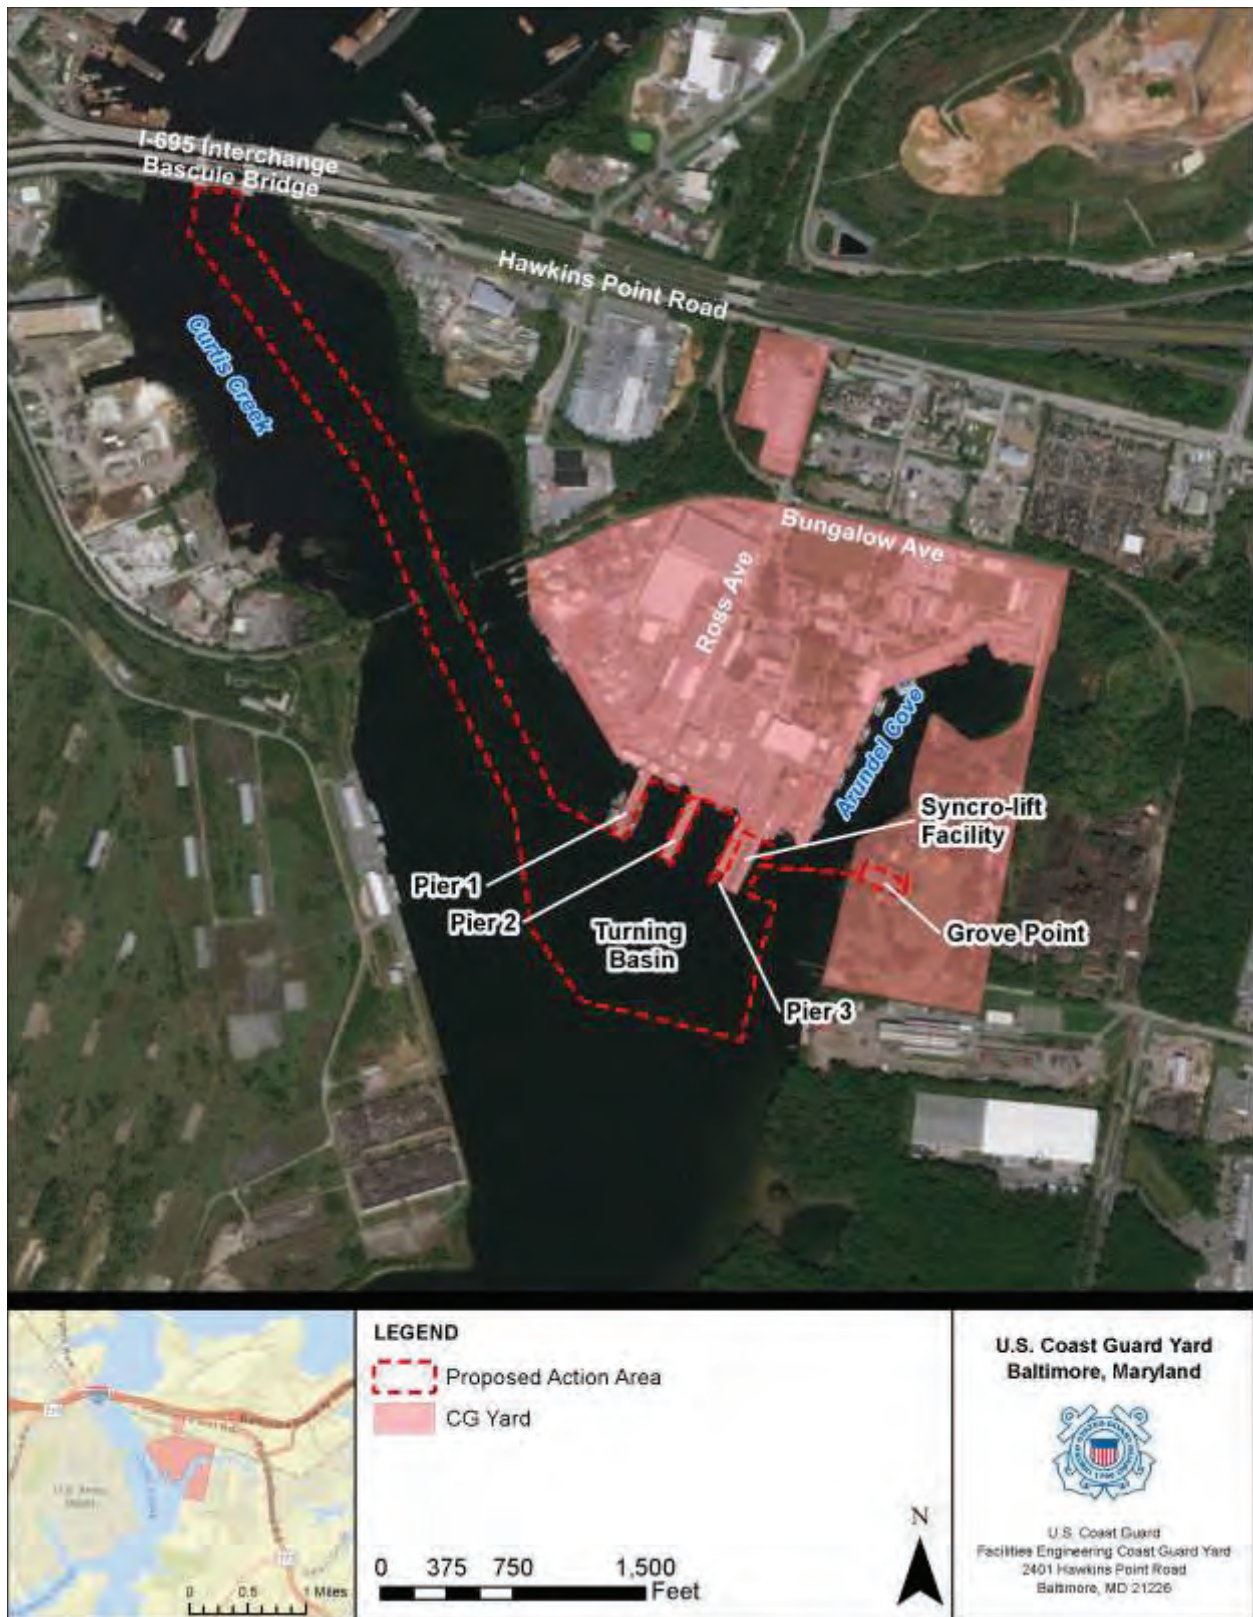 I-695 Interchange
Bascule Bridge
Hawkins Point Road
Curtis Creek
Bungalow Ave
Ross Ave
Arundel Cove
Syncro-lift
Facility
Pier 1
Pier 2
Turning
Basin
Grove Point
Pier 3
LEGEND
Proposed Action Area
CG Yard
N
0 375 750 1,500
Feet
0 0.5 1 Miles
U.S. Coast Guard Yard
Baltimore, Maryland
U.S. Coast Guard
Facilities Engineering Coast Guard Yard
2401 Hawkins Point Road
Baltimore, MD 21226